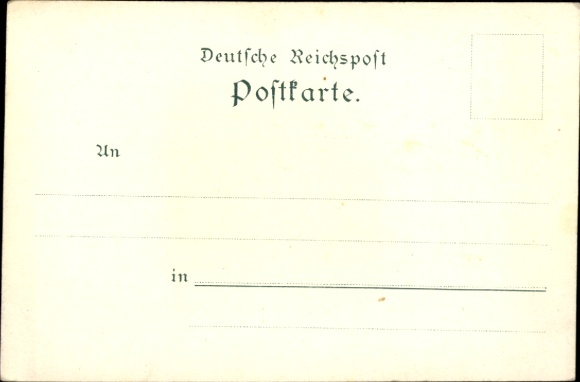 Deutſche Reichspoſt
Poſtkarte.
An
in